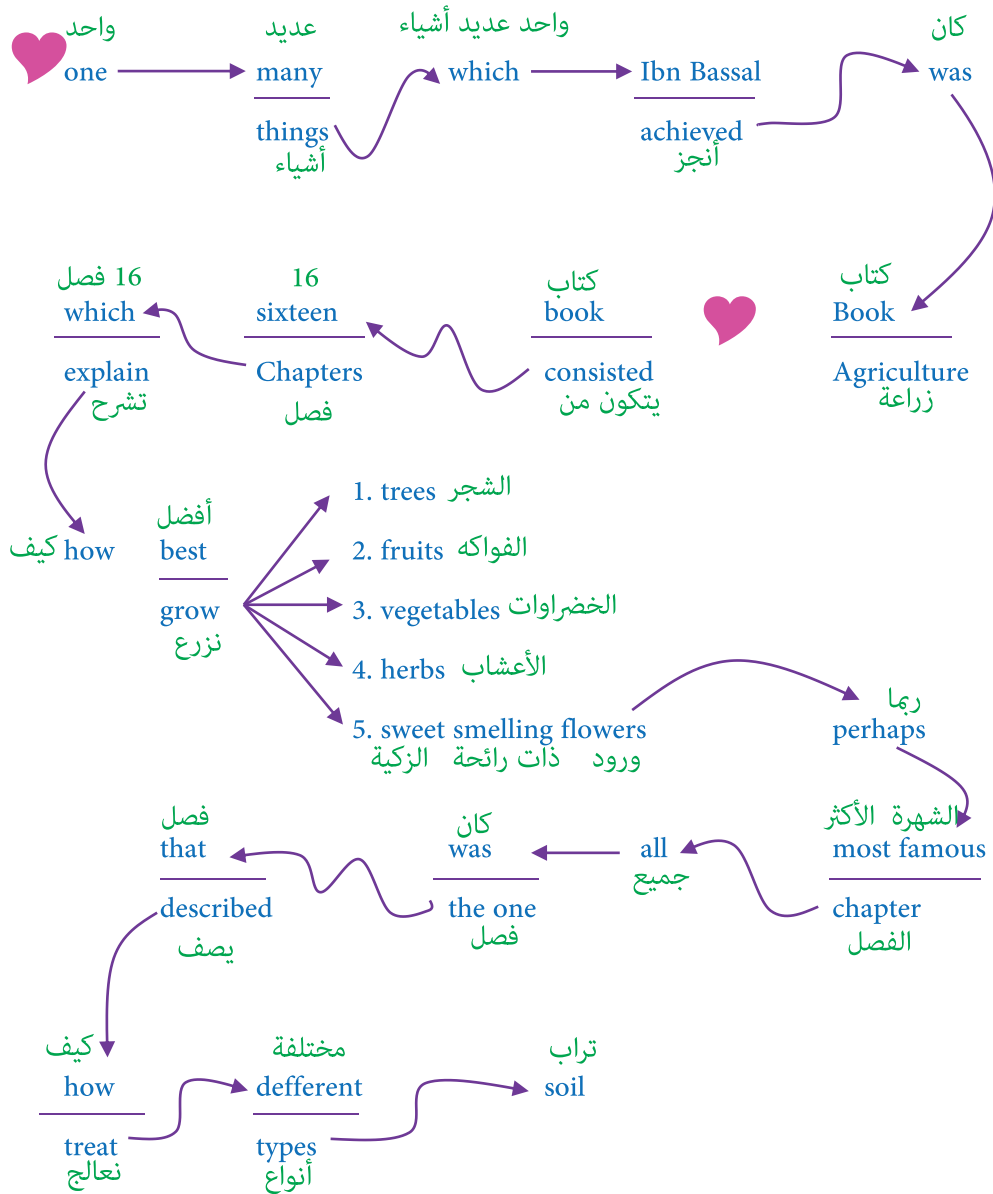 واحد عديد واحد عديد أشياء كان
one many which Ibn Bassal was
things achieved
أشياء أنجز
16 فصل 16 كتاب كتاب
which sixteen book Book
explain Chapters consisted Agriculture
تشرح فصل يتكون من زراعة
1. trees الشجر
أفضل
كيف how best 2. fruits الفواكه
grow 3. vegetables الخضراوات
نزرع
4. herbs الأعشاب
ربما
5. sweet smelling flowers perhaps
ورود ذات رائحة الزكية
فصل كان الشهرة الأكثر
that was all most famous
جميع
described the one chapter
يصف فصل الفصل
كيف مختلفة تراب
how defferent soil
treat types
نعالج أنواع